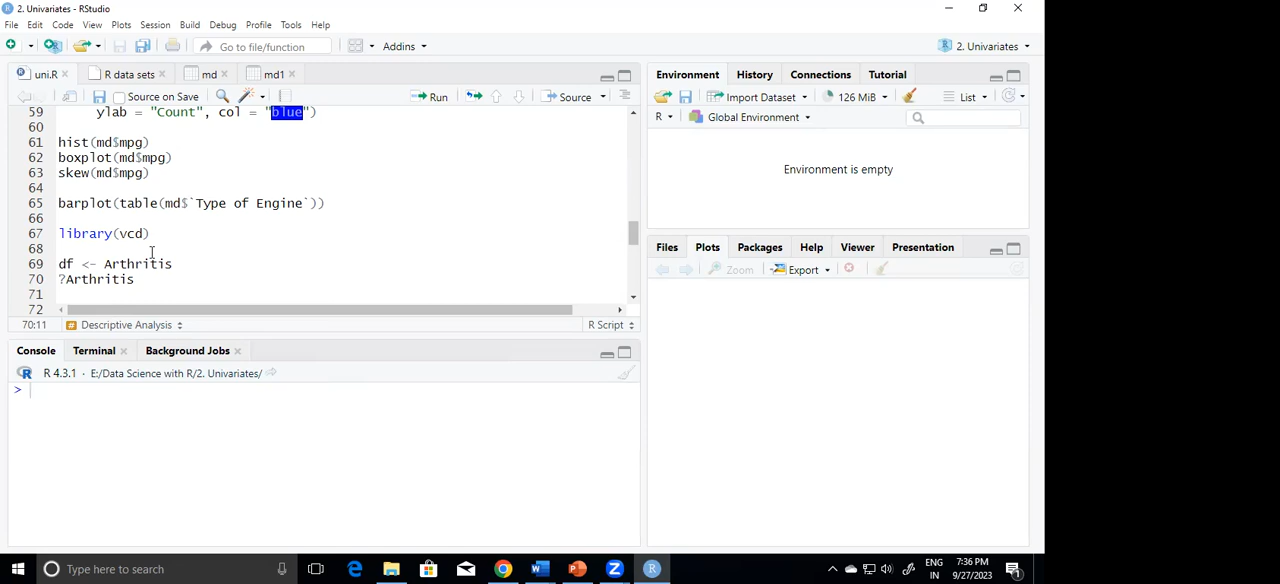 2. Univariates - RStudio
File Edit Code View Plots Session Build Debug Profile Tools Help
Go to file/function
Addins
2. Univariates
uni.R
R data sets
md
md1
Source on Save
Run
Source
59 ylab = "Count", col = "blue")
60
61 hist(md$mpg)
62 boxplot(md$mpg)
63 skew(md$mpg)
64
65 barplot(table(md$`Type of Engine`))
66
67 library(vcd)
68
69 df <- Arthritis
70 ?Arthritis
71
72
70:11 # Descriptive Analysis R Script
Console Terminal Background Jobs
R 4.3.1 · E:/Data Science with R/2. Univariates/
>
Environment History Connections Tutorial
Import Dataset 126 MiB List
R Global Environment
Environment is empty
Files Plots Packages Help Viewer Presentation
Zoom Export
Type here to search
ENG
IN
7:36 PM
9/27/2023
1